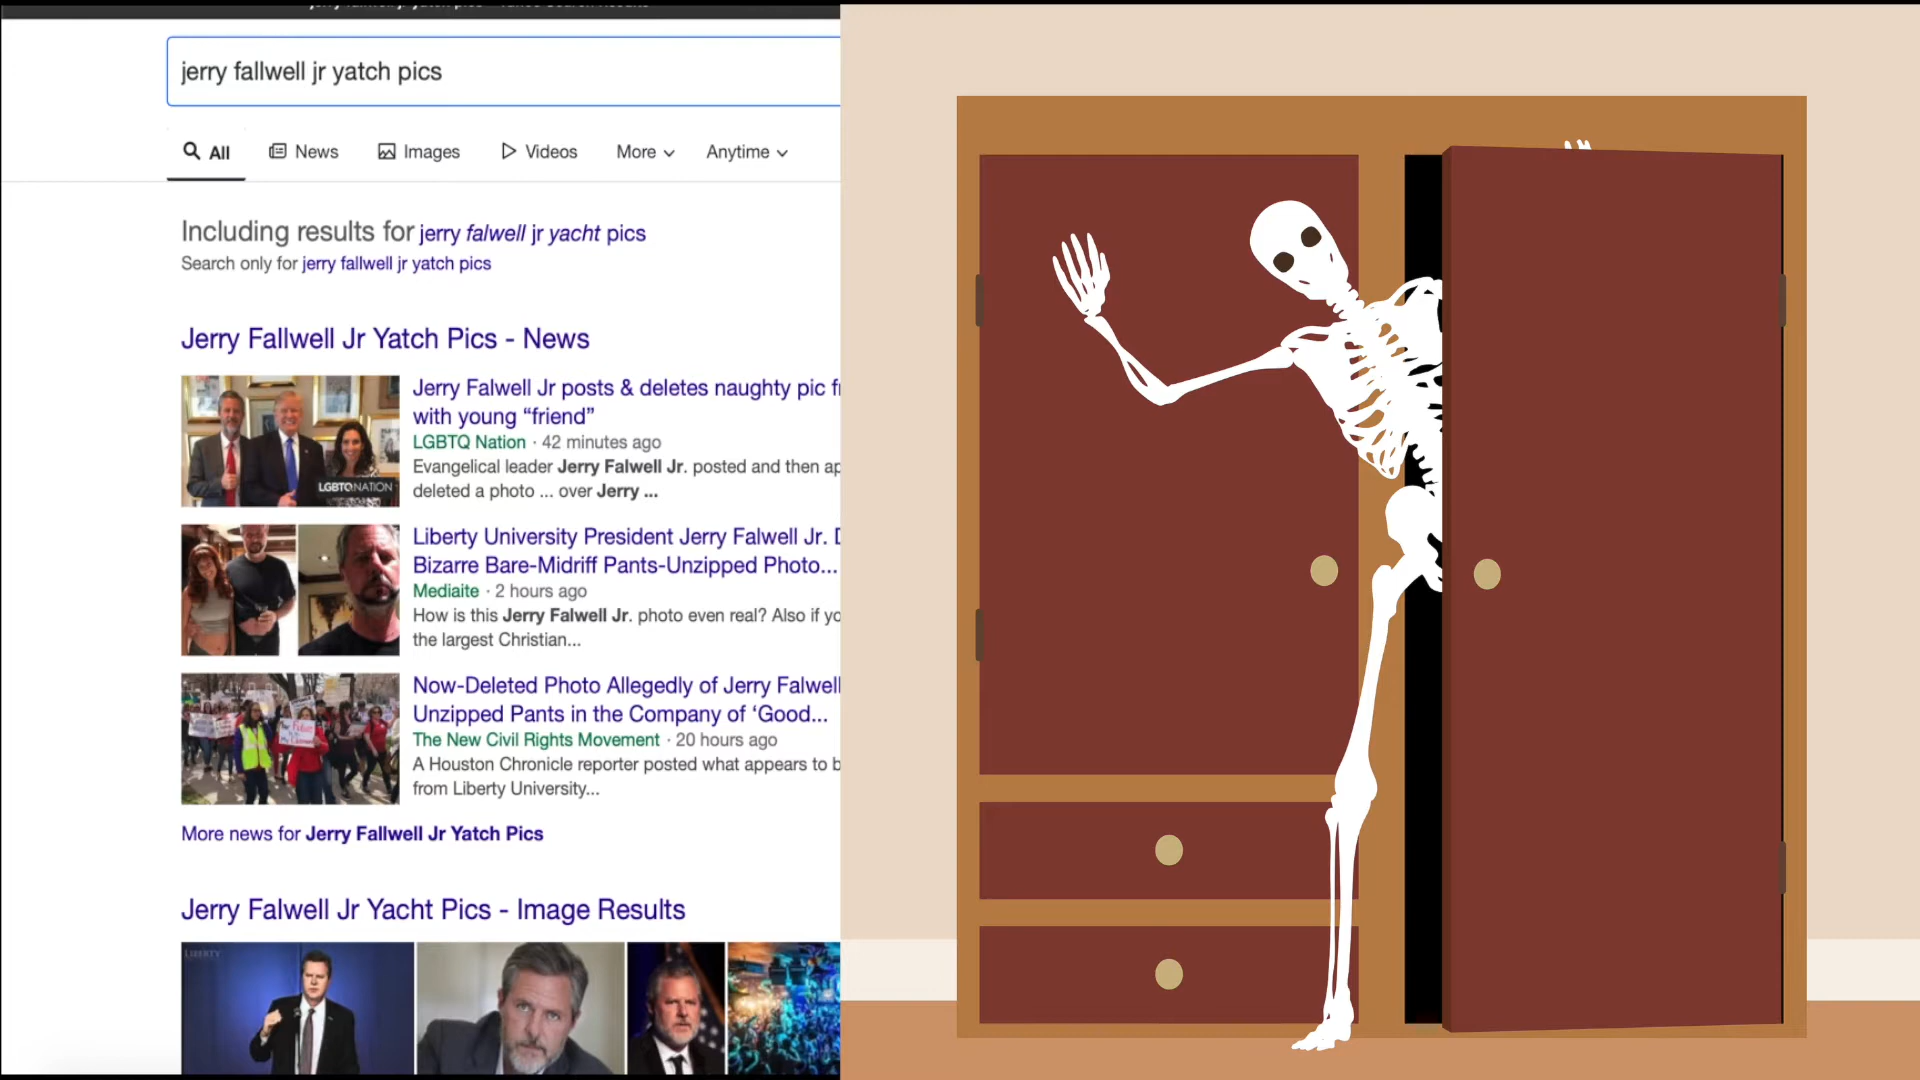 jerry fallwell jr yatch pics
All News Images Videos More Anytime
Including results for jerry falwell jr yacht pics
Search only for jerry fallwell jr yatch pics
Jerry Fallwell Jr Yatch Pics - News
Jerry Falwell Jr posts & deletes naughty pic
with young “friend”
LGBTQ Nation · 42 minutes ago
Evangelical leader Jerry Falwell Jr. posted and then
deleted a photo ... over Jerry ...
LGBTQ NATION
Liberty University President Jerry Falwell Jr.
Bizarre Bare-Midriff Pants-Unzipped Photo...
Mediaite · 2 hours ago
How is this Jerry Falwell Jr. photo even real? Also if
the largest Christian...
Now-Deleted Photo Allegedly of Jerry Falwell
Unzipped Pants in the Company of ‘Good...
The New Civil Rights Movement · 20 hours ago
A Houston Chronicle reporter posted what appears to
from Liberty University...
More news for Jerry Fallwell Jr Yatch Pics
Jerry Falwell Jr Yacht Pics - Image Results
LIBERTY